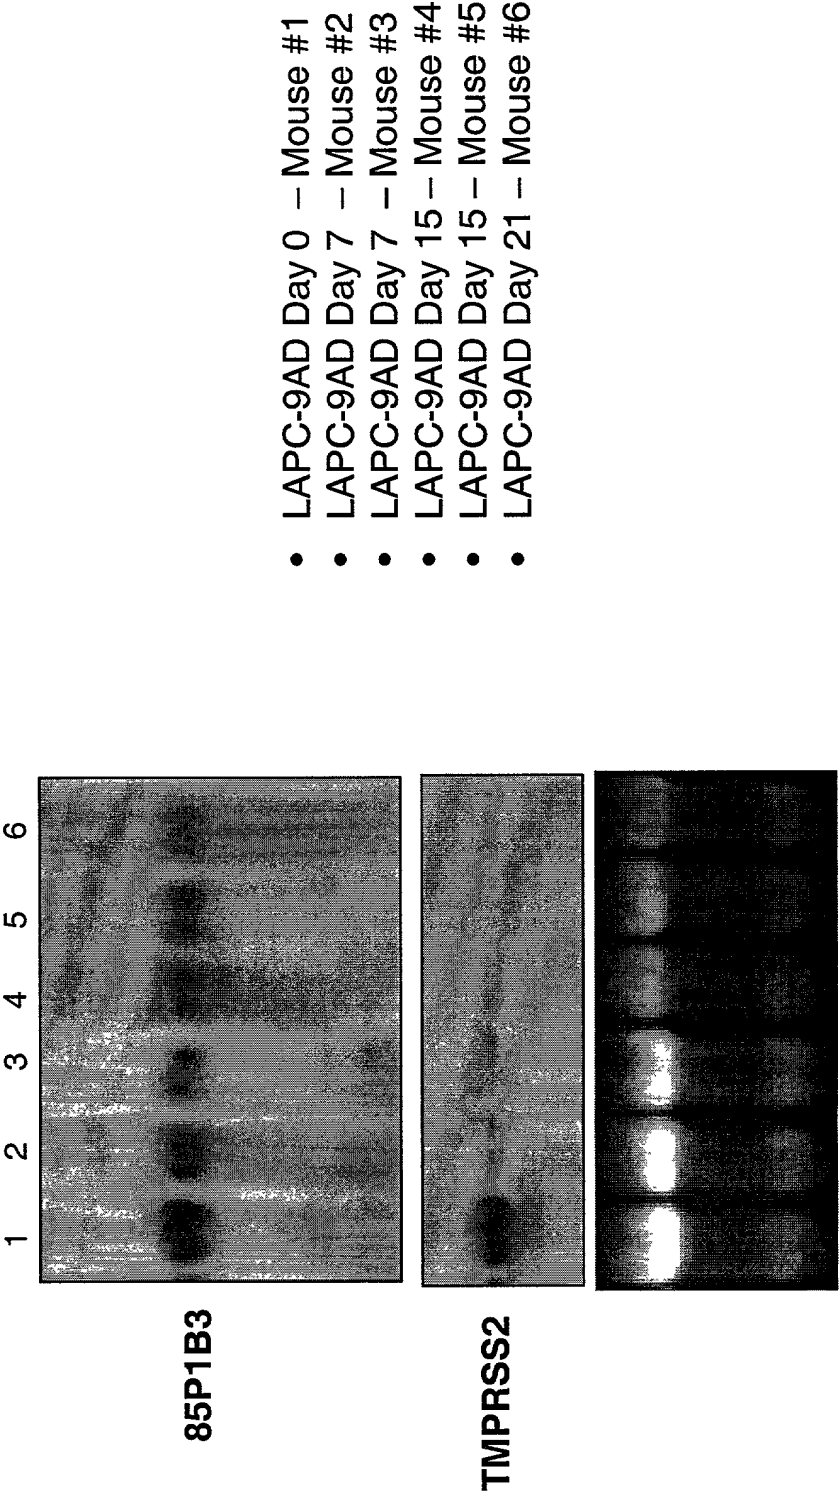 1 2 3 4 5 6
85P1B3
TMPRSS2
• LAPC-9AD Day 0 – Mouse #1
• LAPC-9AD Day 7 – Mouse #2
• LAPC-9AD Day 7 – Mouse #3
• LAPC-9AD Day 15 – Mouse #4
• LAPC-9AD Day 15 – Mouse #5
• LAPC-9AD Day 21 – Mouse #6